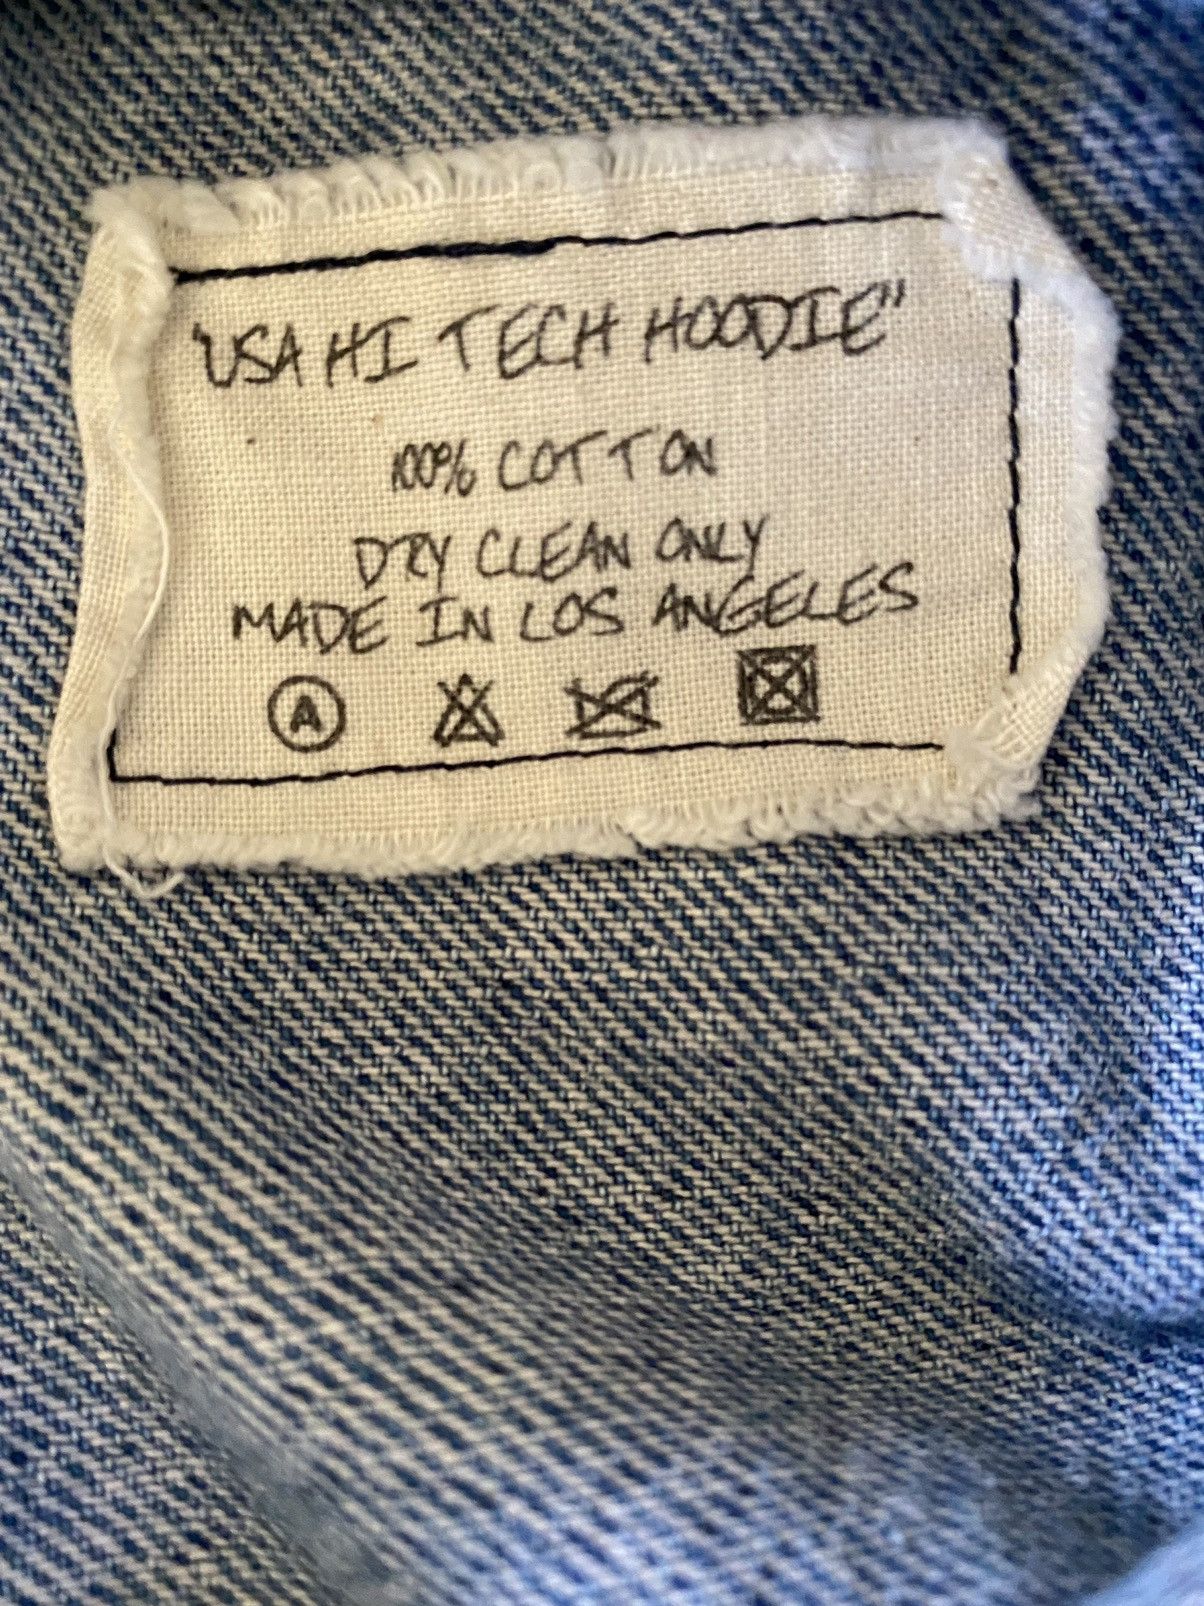 "USA HI TECH HOODIE"
100% COTTON
DRY CLEAN ONLY
MADE IN LOS ANGELES
A